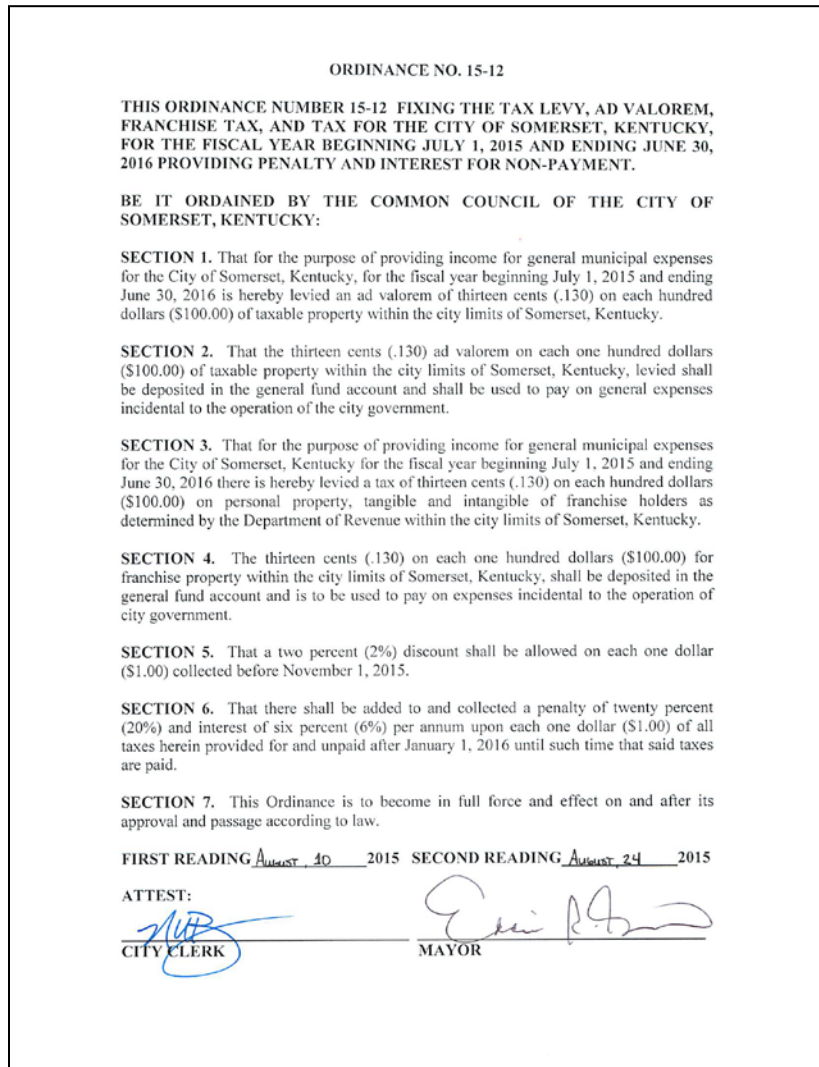 ORDINANCE NO. 15-12
THIS ORDINANCE NUMBER 15-12 FIXING THE TAX LEVY, AD VALOREM,
FRANCHISE TAX, AND TAX FOR THE CITY OF SOMERSET, KENTUCKY,
FOR THE FISCAL YEAR BEGINNING JULY 1, 2015 AND ENDING JUNE 30,
2016 PROVIDING PENALTY AND INTEREST FOR NON-PAYMENT.
BE IT ORDAINED BY THE COMMON COUNCIL OF THE CITY OF
SOMERSET, KENTUCKY:
SECTION 1. That for the purpose of providing income for general municipal expenses
for the City of Somerset, Kentucky, for the fiscal year beginning July 1, 2015 and ending
June 30, 2016 is hereby levied an ad valorem of thirteen cents (.130) on each hundred
dollars ($100.00) of taxable property within the city limits of Somerset, Kentucky.
SECTION 2. That the thirteen cents (.130) ad valorem on each one hundred dollars
($100.00) of taxable property within the city limits of Somerset, Kentucky, levied shall
be deposited in the general fund account and shall be used to pay on general expenses
incidental to the operation of the city government.
SECTION 3. That for the purpose of providing income for general municipal expenses
for the City of Somerset, Kentucky for the fiscal year beginning July 1, 2015 and ending
June 30, 2016 there is hereby levied a tax of thirteen cents (.130) on each hundred dollars
($100.00) on personal property, tangible and intangible of franchise holders as
determined by the Department of Revenue within the city limits of Somerset, Kentucky.
SECTION 4. The thirteen cents (.130) on each one hundred dollars ($100.00) for
franchise property within the city limits of Somerset, Kentucky, shall be deposited in the
general fund account and is to be used to pay on expenses incidental to the operation of
city government.
SECTION 5. That a two percent (2%) discount shall be allowed on each one dollar
($1.00) collected before November 1, 2015.
SECTION 6. That there shall be added to and collected a penalty of twenty percent
(20%) and interest of six percent (6%) per annum upon each one dollar ($1.00) of all
taxes herein provided for and unpaid after January 1, 2016 until such time that said taxes
are paid.
SECTION 7. This Ordinance is to become in full force and effect on and after its
approval and passage according to law.
FIRST READING August, 10 2015 SECOND READING August, 24 2015
ATTEST:
CITY CLERK MAYOR